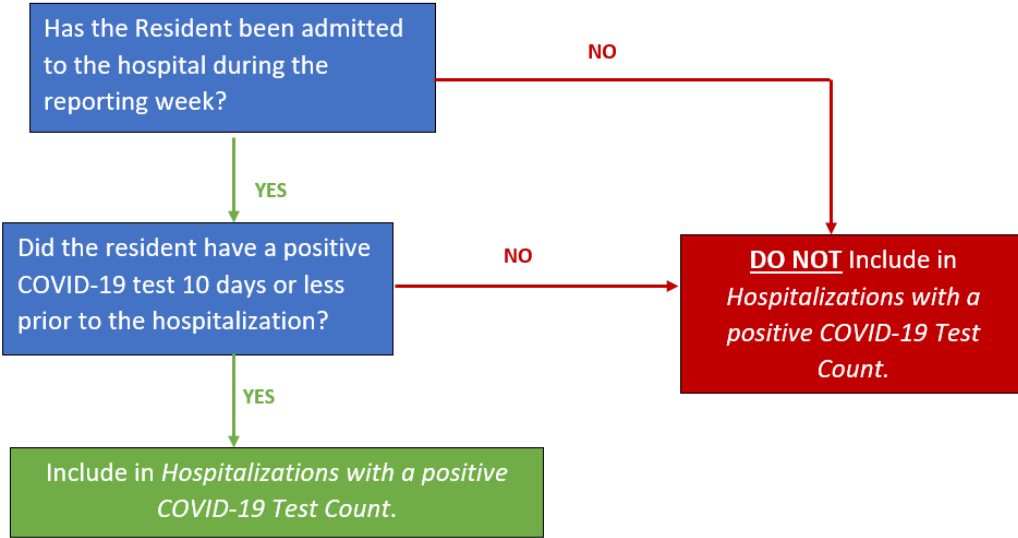 Has the Resident been admitted
to the hospital during the
reporting week?
NO
YES
Did the resident have a positive
COVID-19 test 10 days or less
prior to the hospitalization?
NO
DO NOT Include in
Hospitalizations with a
positive COVID-19 Test
Count.
YES
Include in Hospitalizations with a positive
COVID-19 Test Count.